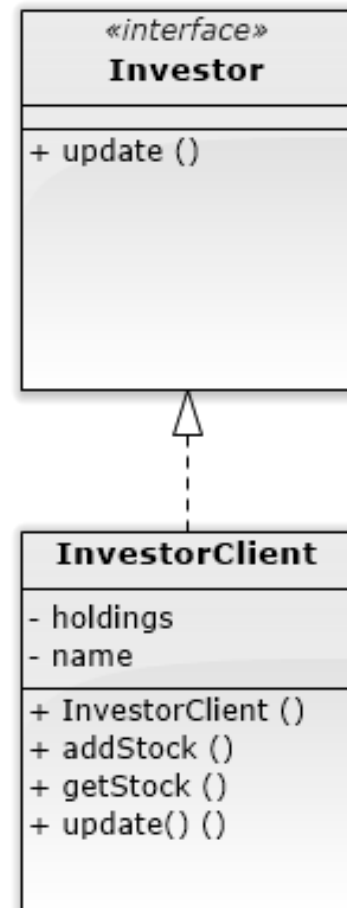 «interface»
Investor
+ update ()
InvestorClient
- holdings
- name
+ InvestorClient ()
+ addStock ()
+ getStock ()
+ update() ()